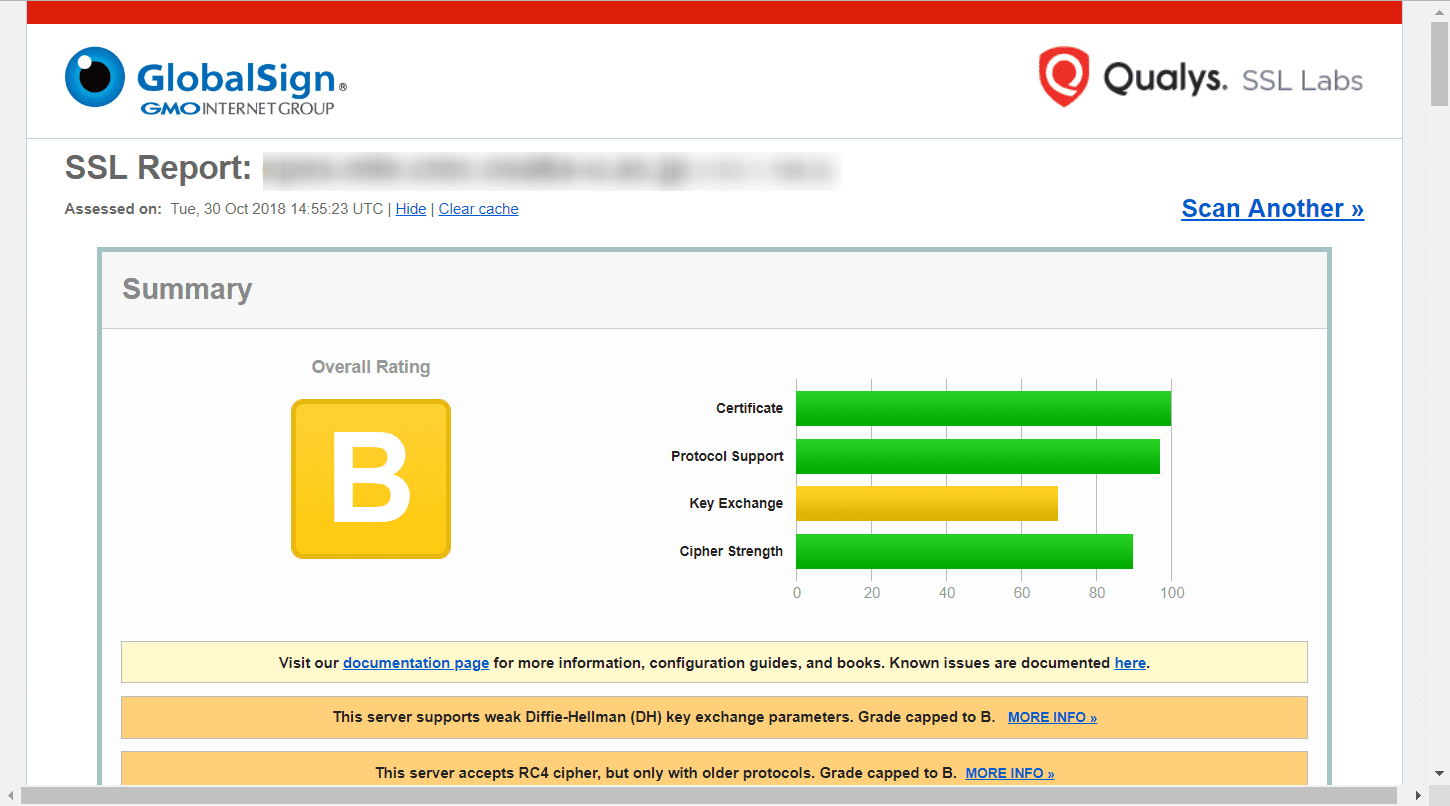 GlobalSign®
GMO INTERNET GROUP
Qualys. SSL Labs
SSL Report:
Assessed on: Tue, 30 Oct 2018 14:55:23 UTC | Hide | Clear cache
Scan Another »
Summary
Overall Rating
B
Certificate
Protocol Support
Key Exchange
Cipher Strength
0 20 40 60 80 100
Visit our documentation page for more information, configuration guides, and books. Known issues are documented here.
This server supports weak Diffie-Hellman (DH) key exchange parameters. Grade capped to B. MORE INFO »
This server accepts RC4 cipher, but only with older protocols. Grade capped to B. MORE INFO »